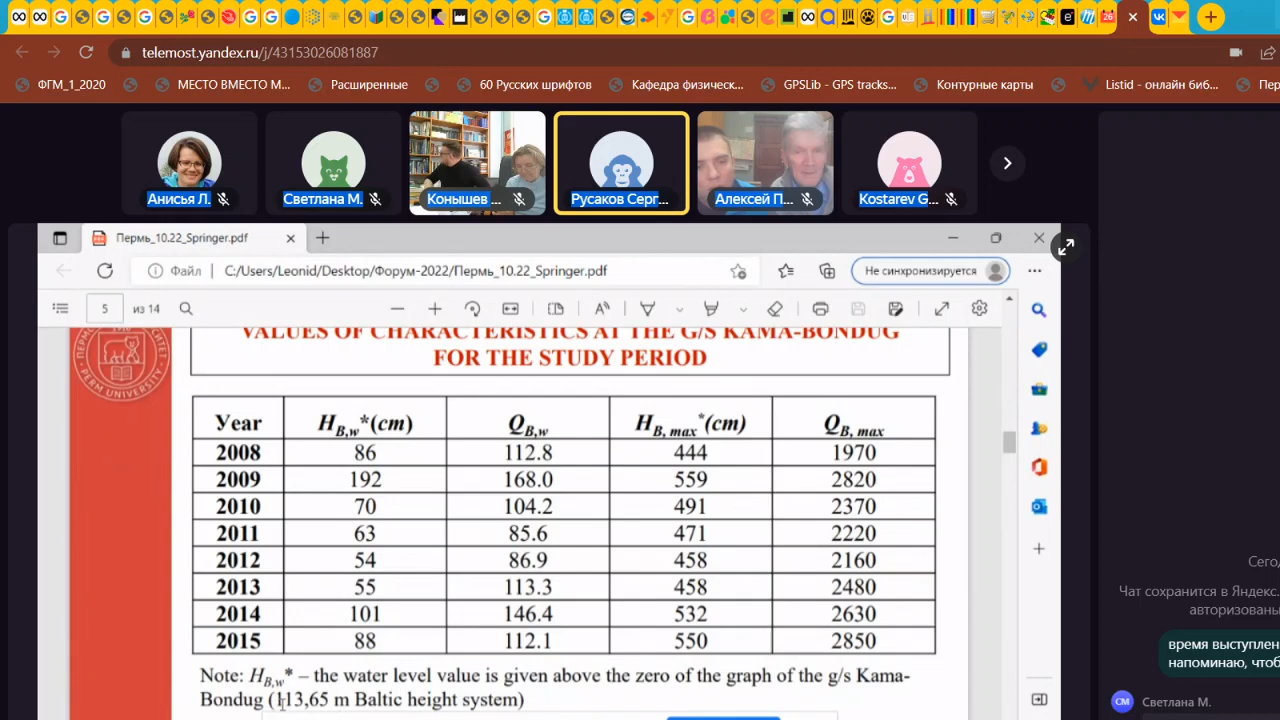 telemost.yandex.ru/j/43153026081887
ФГМ_1_2020
МЕСТО ВМЕСТО М...
Расширенные
60 Русских шрифтов
Кафедра физическ...
GPSLib - GPS tracks...
Контурные карты
Listid - онлайн биб...
Пер
Анисья Л.
Светлана М.
Конышев ...
Русаков Серг...
Алексей П...
Kostarev G...
Пермь_10.22_Springer.pdf
Файл
C:/Users/Leonid/Desktop/Форум-2022/Пермь_10.22_Springer.pdf
Не синхронизируется
5 из 14
VALUES OF CHARACTERISTICS AT THE G/S KAMA-BONDUG
FOR THE STUDY PERIOD
PERM UNIVERSITY
Year H B,w *(cm) Q B,w H B, max *(cm) Q B, max
2008 86 112.8 444 1970
2009 192 168.0 559 2820
2010 70 104.2 491 2370
2011 63 85.6 471 2220
2012 54 86.9 458 2160
2013 55 113.3 458 2480
2014 101 146.4 532 2630
2015 88 112.1 550 2850
Note: H B,w * – the water level value is given above the zero of the graph of the g/s Kama-
Bondug (113,65 m Baltic height system)
Сегод
Чат сохранится в Яндекс.
авторизованы
время выступлен
напоминаю, чтоб
СМ
Светлана М.